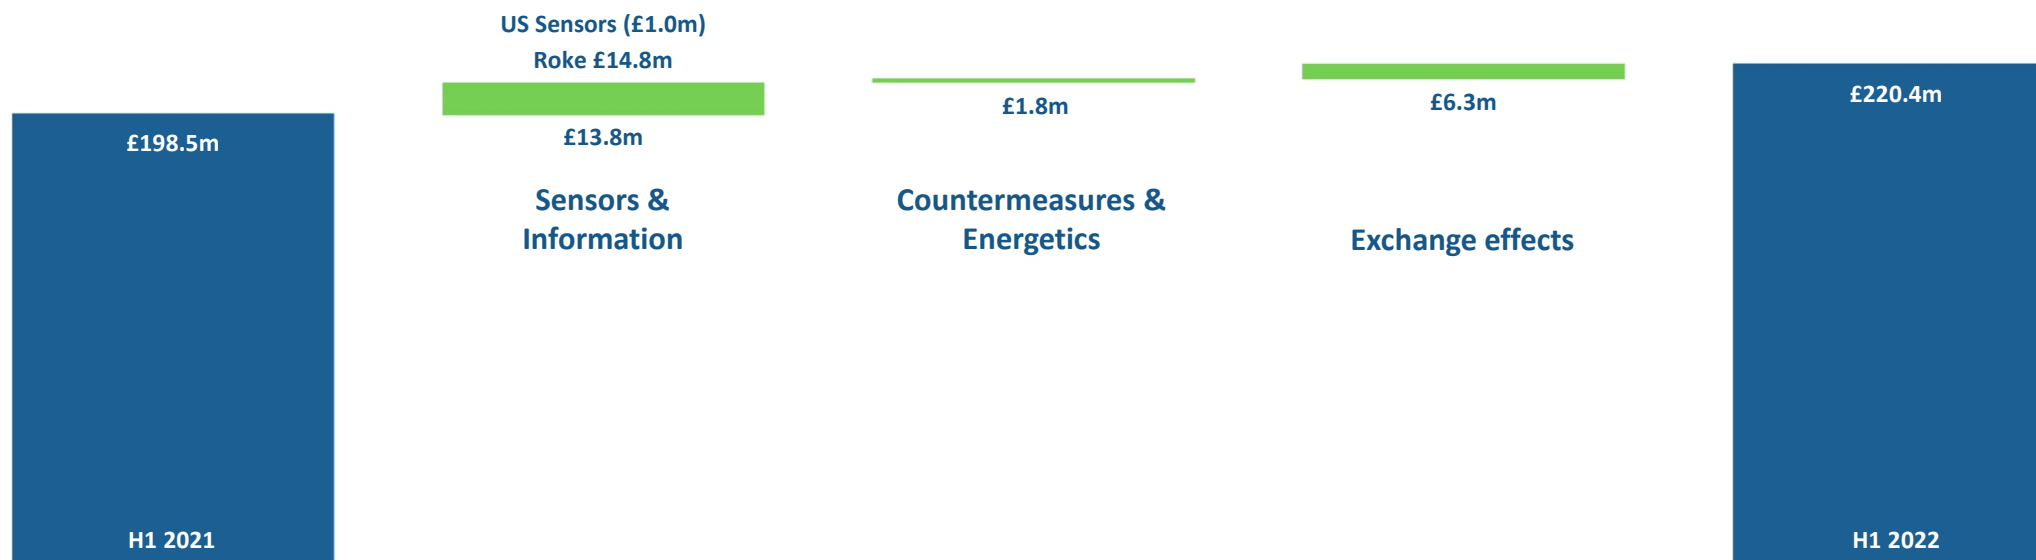 US Sensors (£1.0m)
Roke £14.8m
£198.5m
£13.8m
£1.8m
£6.3m
£220.4m
Sensors &
Information
Countermeasures &
Energetics
Exchange effects
H1 2021
H1 2022